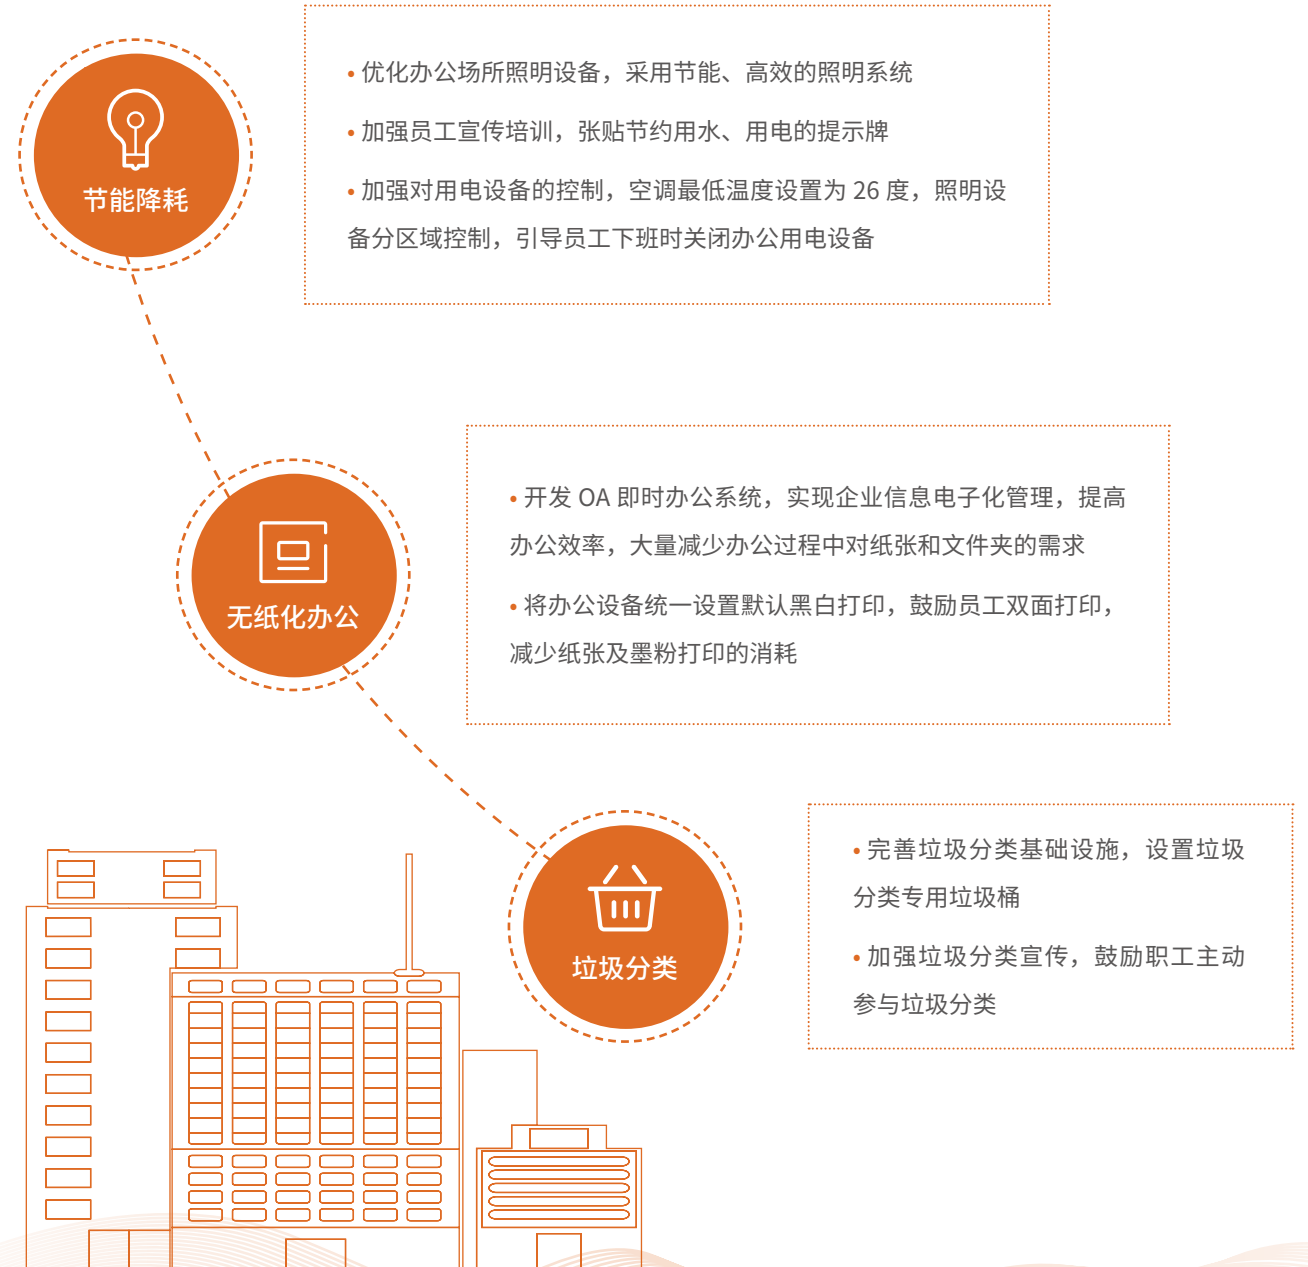 节能降耗
• 优化办公场所照明设备，采用节能、高效的照明系统
• 加强员工宣传培训，张贴节约用水、用电的提示牌
• 加强对用电设备的控制，空调最低温度设置为 26 度，照明设
备分区域控制，引导员工下班时关闭办公用电设备
无纸化办公
• 开发 OA 即时办公系统，实现企业信息电子化管理，提高
办公效率，大量减少办公过程中对纸张和文件夹的需求
• 将办公设备统一设置默认黑白打印，鼓励员工双面打印，
减少纸张及墨粉打印的消耗
垃圾分类
• 完善垃圾分类基础设施，设置垃圾
分类专用垃圾桶
• 加强垃圾分类宣传，鼓励职工主动
参与垃圾分类